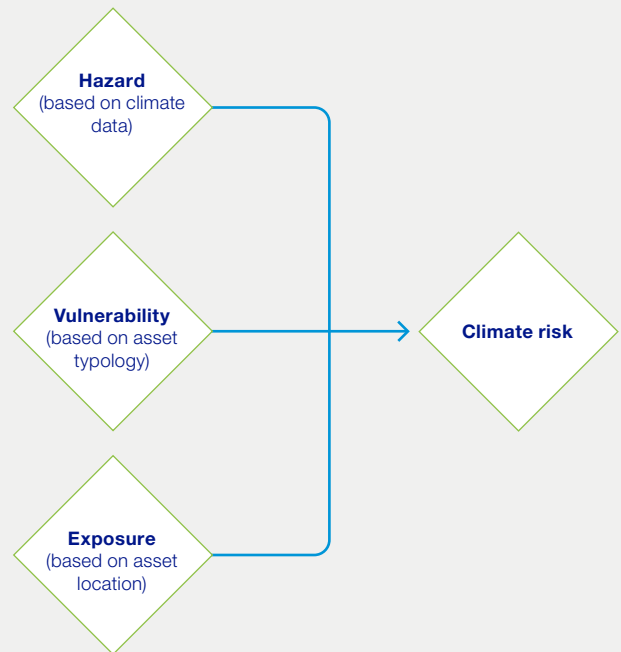 Hazard
(based on climate
data)
Vulnerability
(based on asset
typology)
Climate risk
Exposure
(based on asset
location)